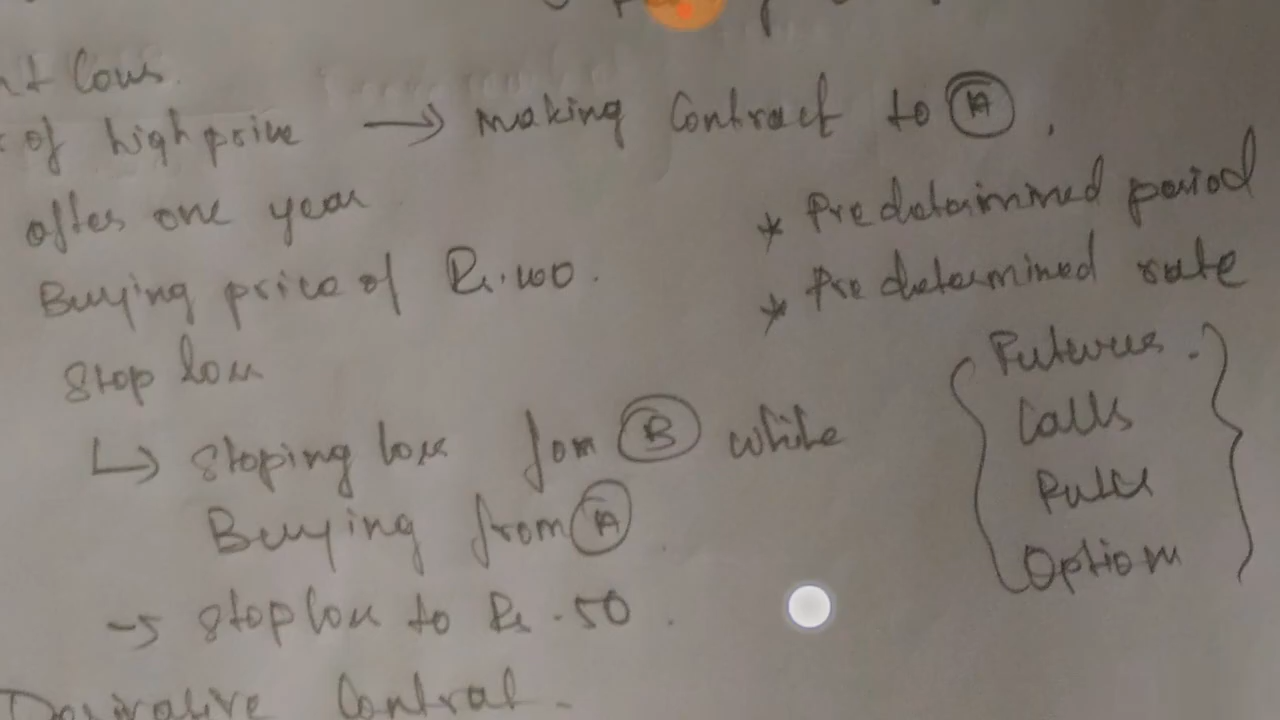 of high price → making Contract to (A).
after one year
* Predetermined period
Buying price of Rs. 100.
* Predetermined rate
Stop loss
↳ Stoping loss from (B) while
Buying from (A).
→ Stop loss to Rs. 50.
{ Futures.
Calls
Puts
Options }
Derivative Contrat.